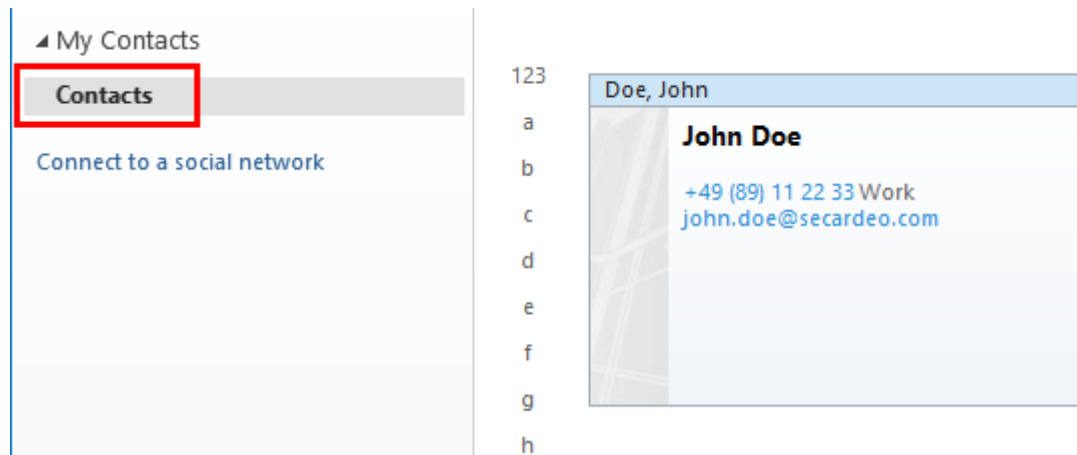 My Contacts
Contacts
Connect to a social network
123
a
b
c
d
e
f
g
h
Doe, John
John Doe
+49 (89) 11 22 33 Work
john.doe@secardeo.com